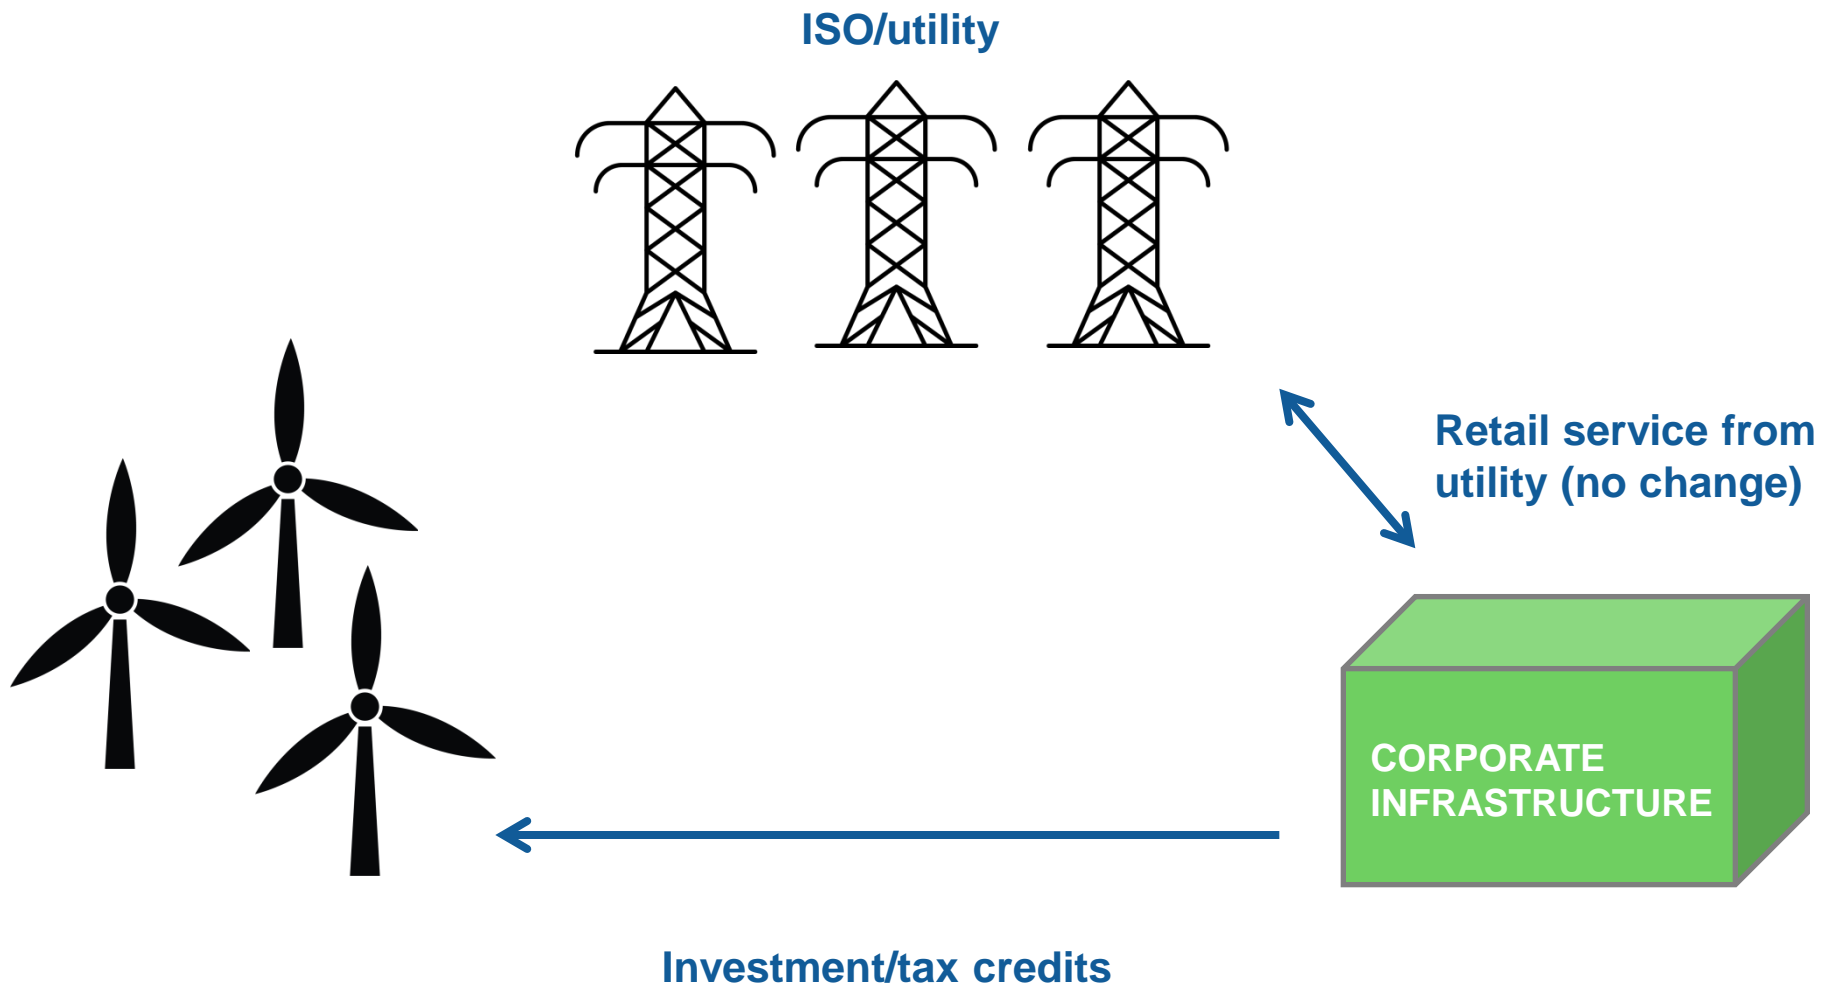 ISO/utility
Retail service from
utility (no change)
CORPORATE
INFRASTRUCTURE
Investment/tax credits